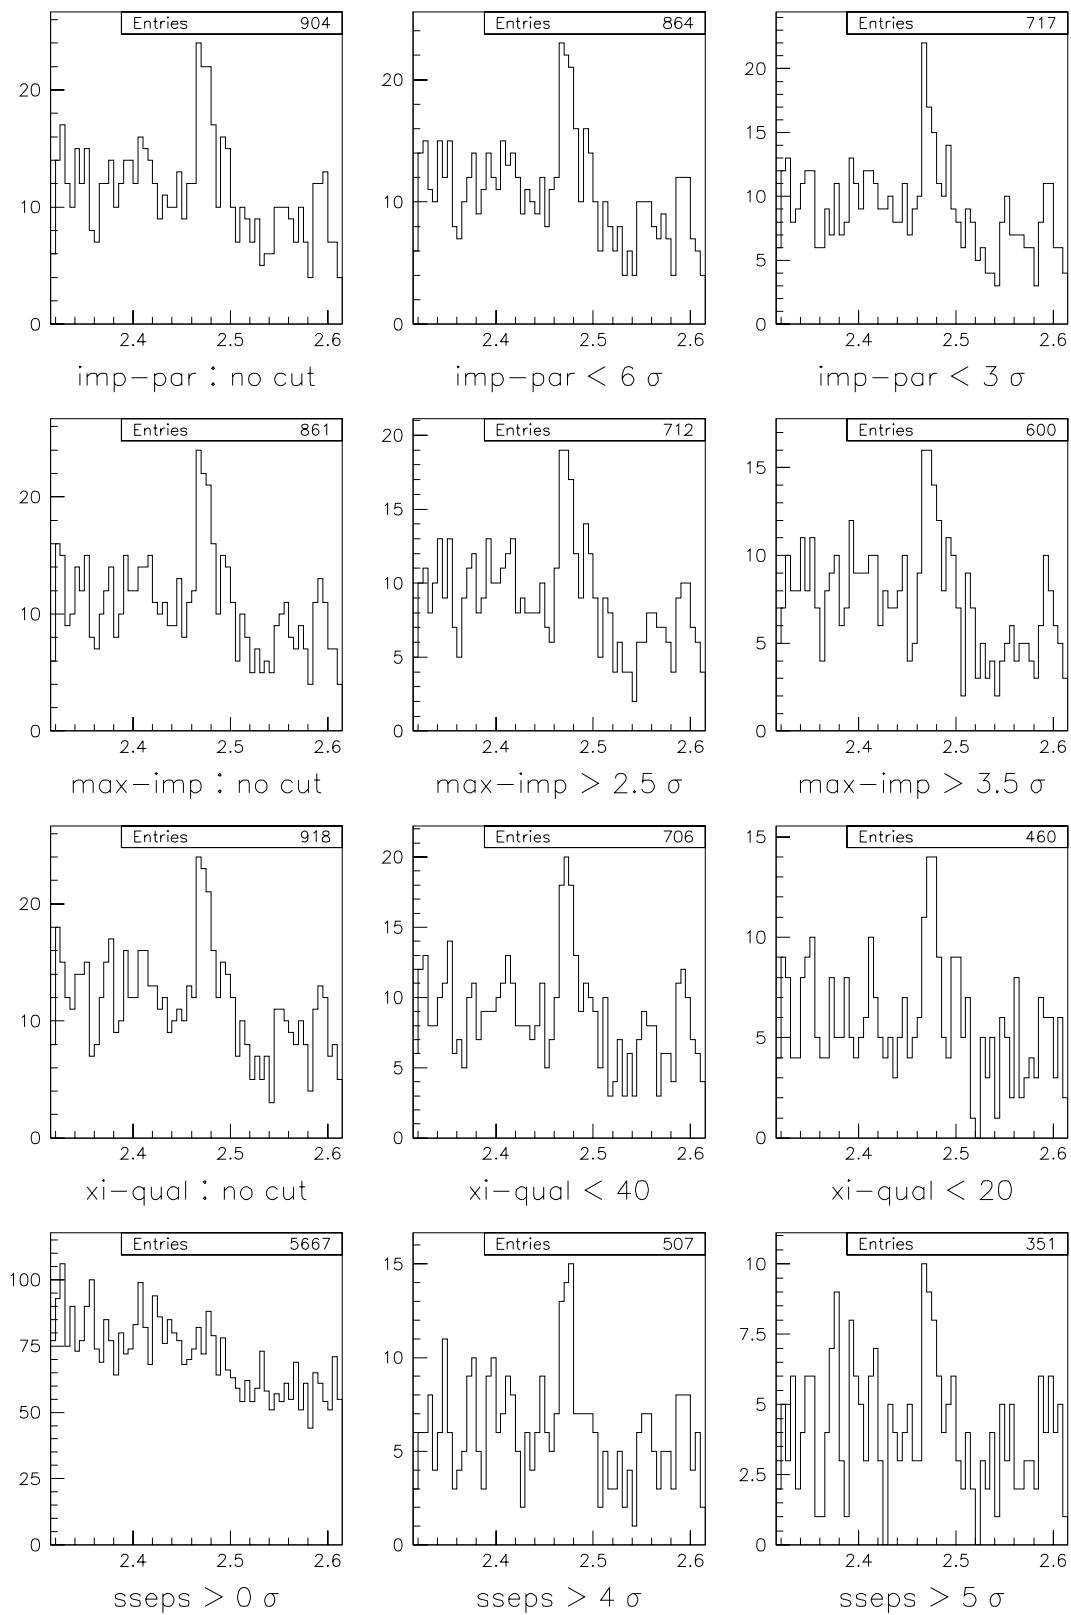 Entries 904 Entries 864 Entries 717
20 20 20
15 15
10 10 10
5 5
0 0 0
2.4 2.5 2.6 2.4 2.5 2.6 2.4 2.5 2.6
imp-par : no cut imp-par < 6 σ imp-par < 3 σ
Entries 861 Entries 712 Entries 600
20 20 15
15
10 10 10
5 5
0 0 0
2.4 2.5 2.6 2.4 2.5 2.6 2.4 2.5 2.6
max-imp : no cut max-imp > 2.5 σ max-imp > 3.5 σ
Entries 918 Entries 706 Entries 460
20 20 15
15
10 10 10
5 5
0 0 0
2.4 2.5 2.6 2.4 2.5 2.6 2.4 2.5 2.6
xi-qual : no cut xi-qual < 40 xi-qual < 20
Entries 5667 Entries 507 Entries 351
100 15 10
75 10 7.5
50 5
25 5 2.5
0 0 0
2.4 2.5 2.6 2.4 2.5 2.6 2.4 2.5 2.6
sseps > 0 σ sseps > 4 σ sseps > 5 σ